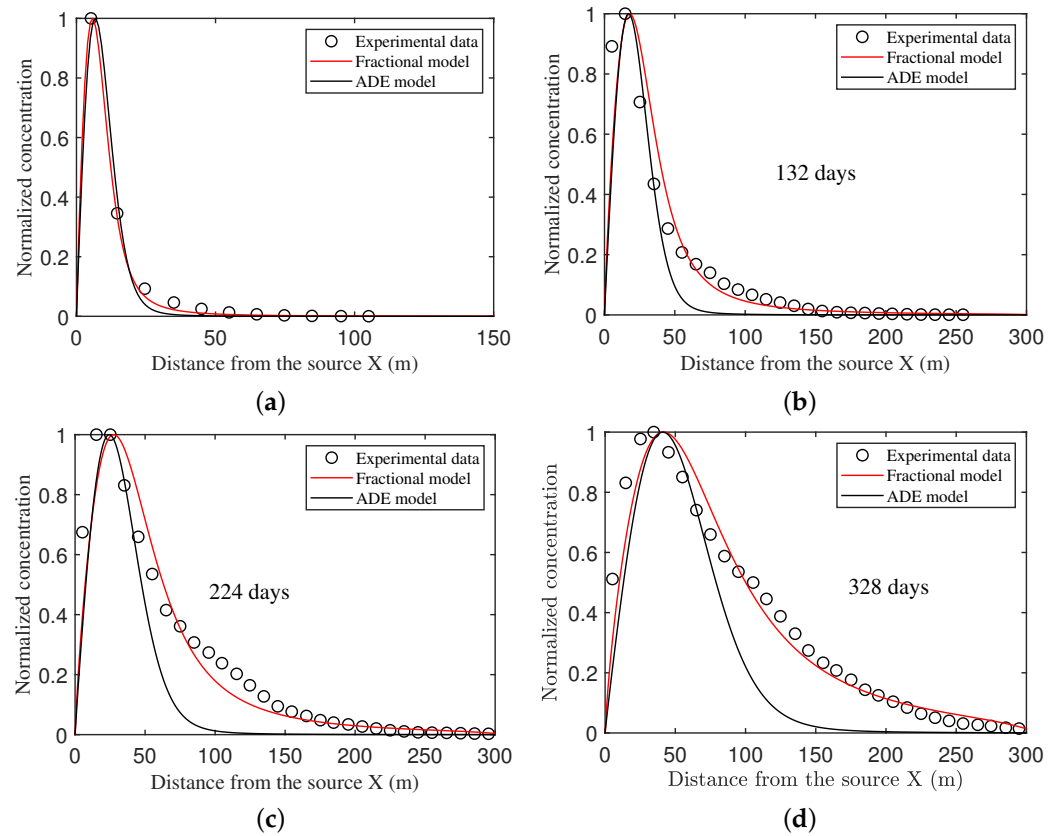 Normalized concentration
1
0.8
0.6
0.4
0.2
0
Experimental data
Fractional model
ADE model
0 50 100 150
Distance from the source X (m)
(a)
Normalized concentration
1
0.8
0.6
0.4
0.2
0
Experimental data
Fractional model
ADE model
132 days
0 50 100 150 200 250 300
Distance from the source X (m)
(b)
Normalized concentration
1
0.8
0.6
0.4
0.2
0
Experimental data
Fractional model
ADE model
224 days
0 50 100 150 200 250 300
Distance from the source X (m)
(c)
Normalized concentration
1
0.8
0.6
0.4
0.2
0
Experimental data
Fractional model
ADE model
328 days
0 50 100 150 200 250 300
Distance from the source X (m)
(d)